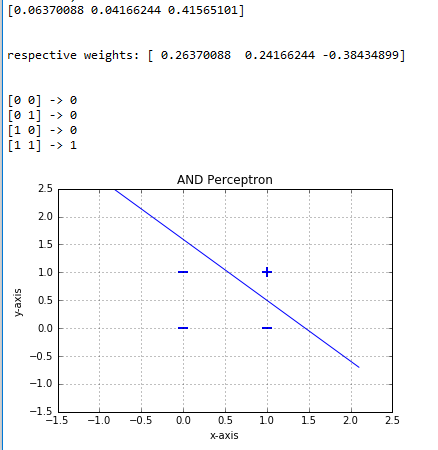 [0.06370088 0.04166244 0.41565101]
respective weights: [ 0.26370088  0.24166244 -0.38434899]
[0 0] -> 0
[0 1] -> 0
[1 0] -> 0
[1 1] -> 1
AND Perceptron
2.5
2.0
1.5
1.0
0.5
0.0
−0.5
−1.0
−1.5
y-axis
−1.5 −1.0 −0.5 0.0 0.5 1.0 1.5 2.0 2.5
x-axis